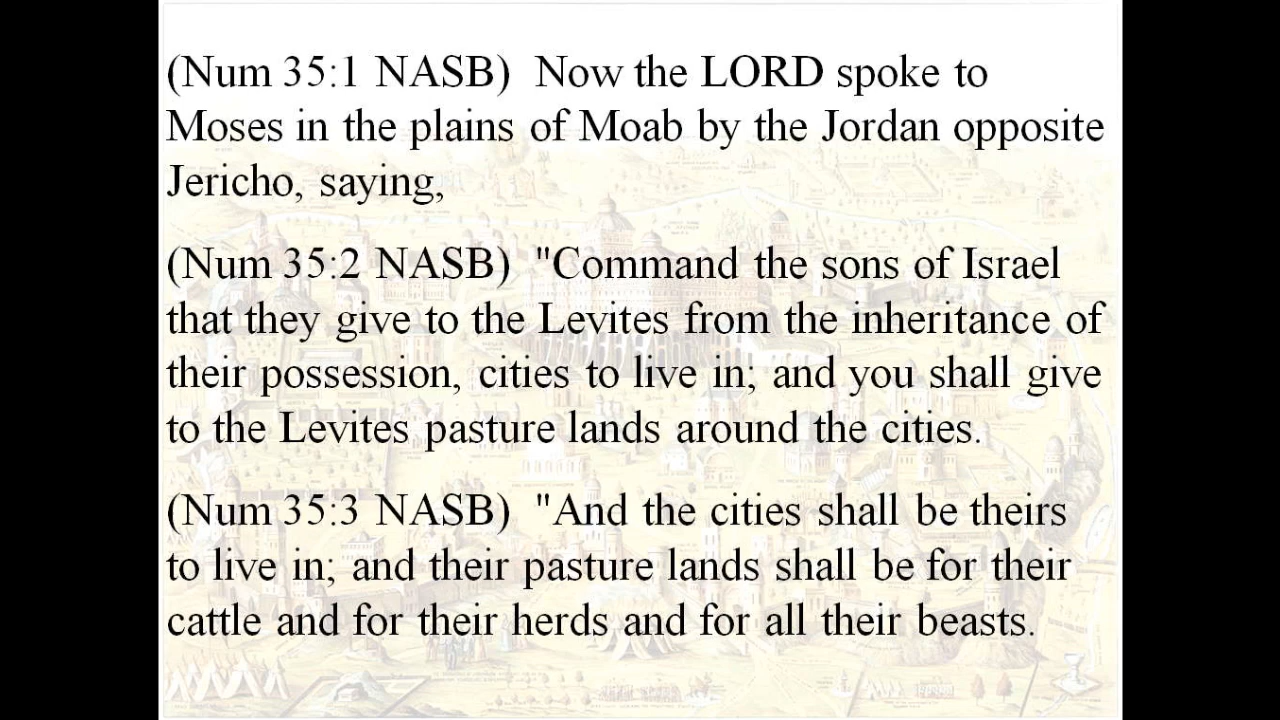 (Num 35:1 NASB)  Now the LORD spoke to
Moses in the plains of Moab by the Jordan opposite
Jericho, saying,
(Num 35:2 NASB)  "Command the sons of Israel
that they give to the Levites from the inheritance of
their possession, cities to live in; and you shall give
to the Levites pasture lands around the cities.
(Num 35:3 NASB)  "And the cities shall be theirs
to live in; and their pasture lands shall be for their
cattle and for their herds and for all their beasts.